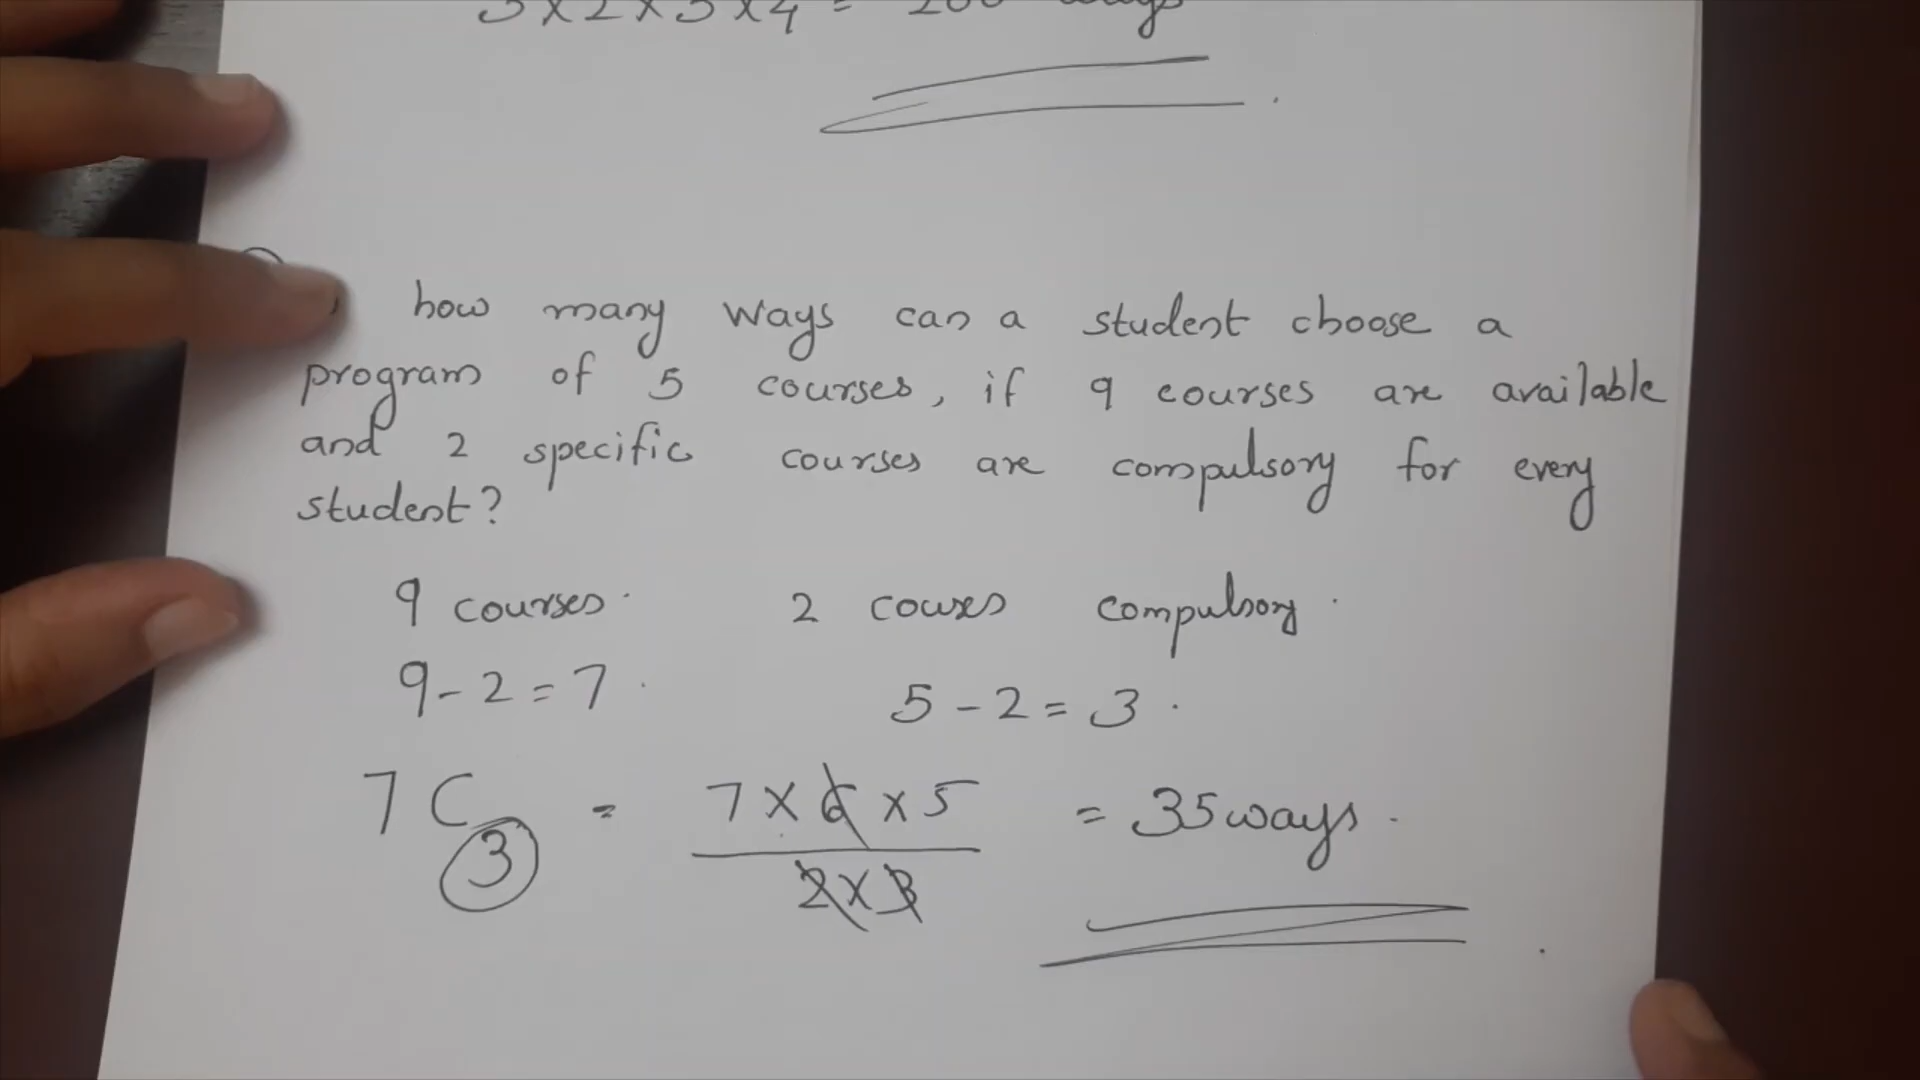 how many ways can a student choose a
program of 5 courses, if 9 courses are available
and 2 specific courses are compulsory for every
student?
9 courses. 2 courses compulsory.
9-2=7. 5-2=3.
7C3 = 7×6×5 / 2×3 = 35 ways.